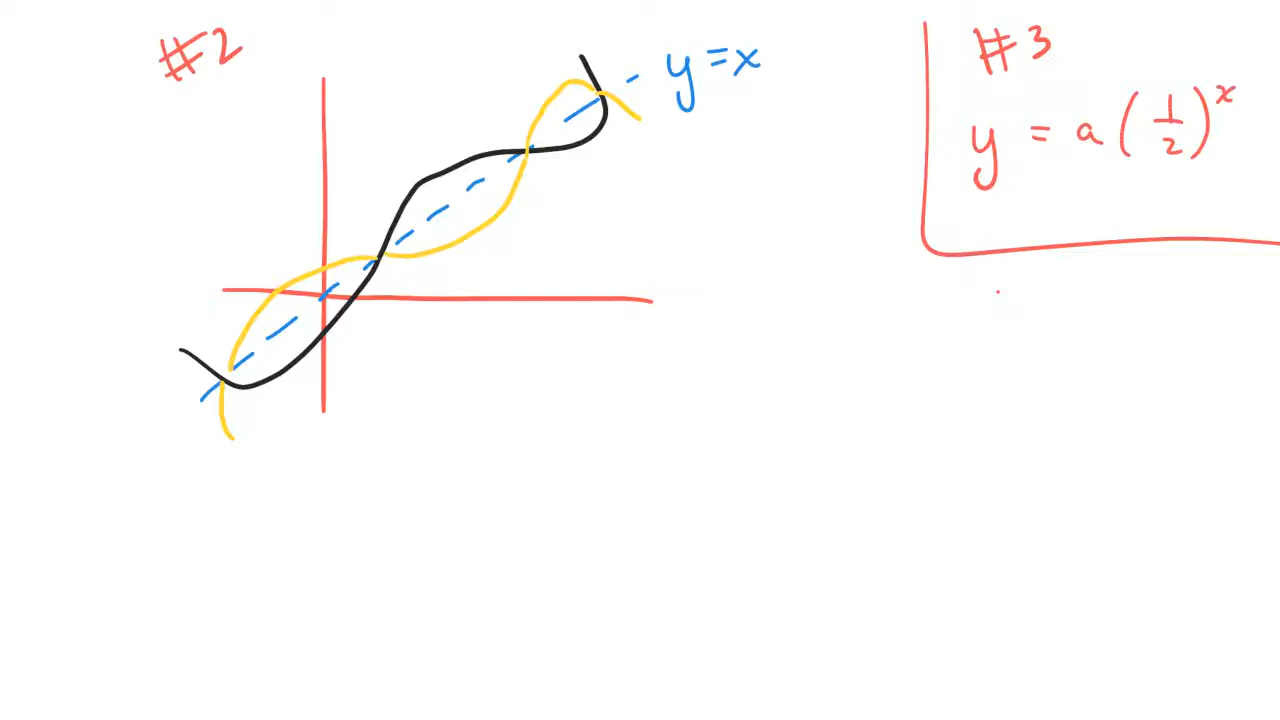 #2
y=x
#3
y = a(1/2)^x